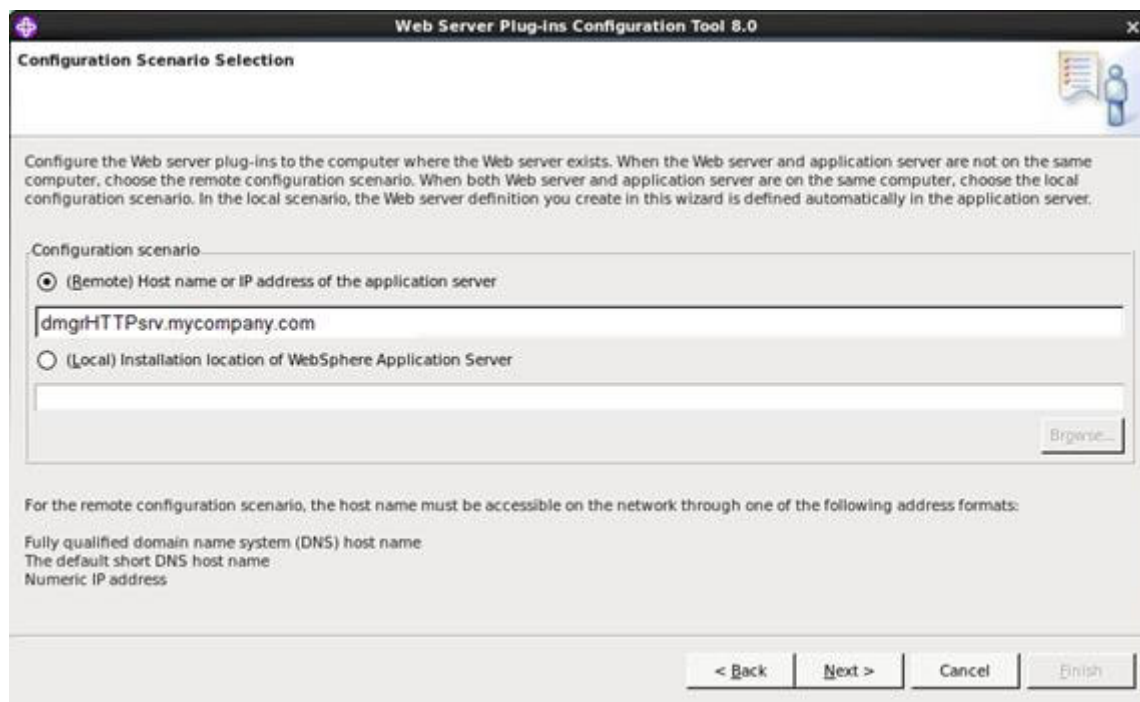 Web Server Plug-ins Configuration Tool 8.0
Configuration Scenario Selection
Configure the Web server plug-ins to the computer where the Web server exists. When the Web server and application server are not on the same
computer, choose the remote configuration scenario. When both Web server and application server are on the same computer, choose the local
configuration scenario. In the local scenario, the Web server definition you create in this wizard is defined automatically in the application server.
Configuration scenario
(Remote) Host name or IP address of the application server
dmgrHTTPsrv.mycompany.com
(Local) Installation location of WebSphere Application Server
Browse...
For the remote configuration scenario, the host name must be accessible on the network through one of the following address formats:
Fully qualified domain name system (DNS) host name
The default short DNS host name
Numeric IP address
< Back Next > Cancel Finish